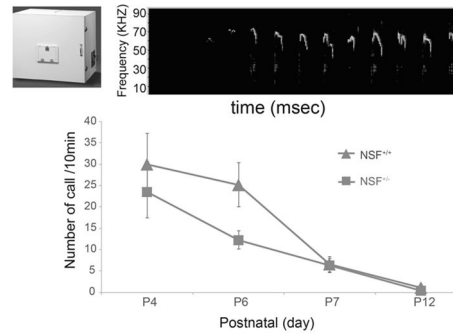 Frequency (KHZ)
90
70
50
30
10
time (msec)
Number of call /10min
40
35
30
25
20
15
10
5
0
NSF+/+
NSF+/-
P4 P6 P7 P12
Postnatal (day)